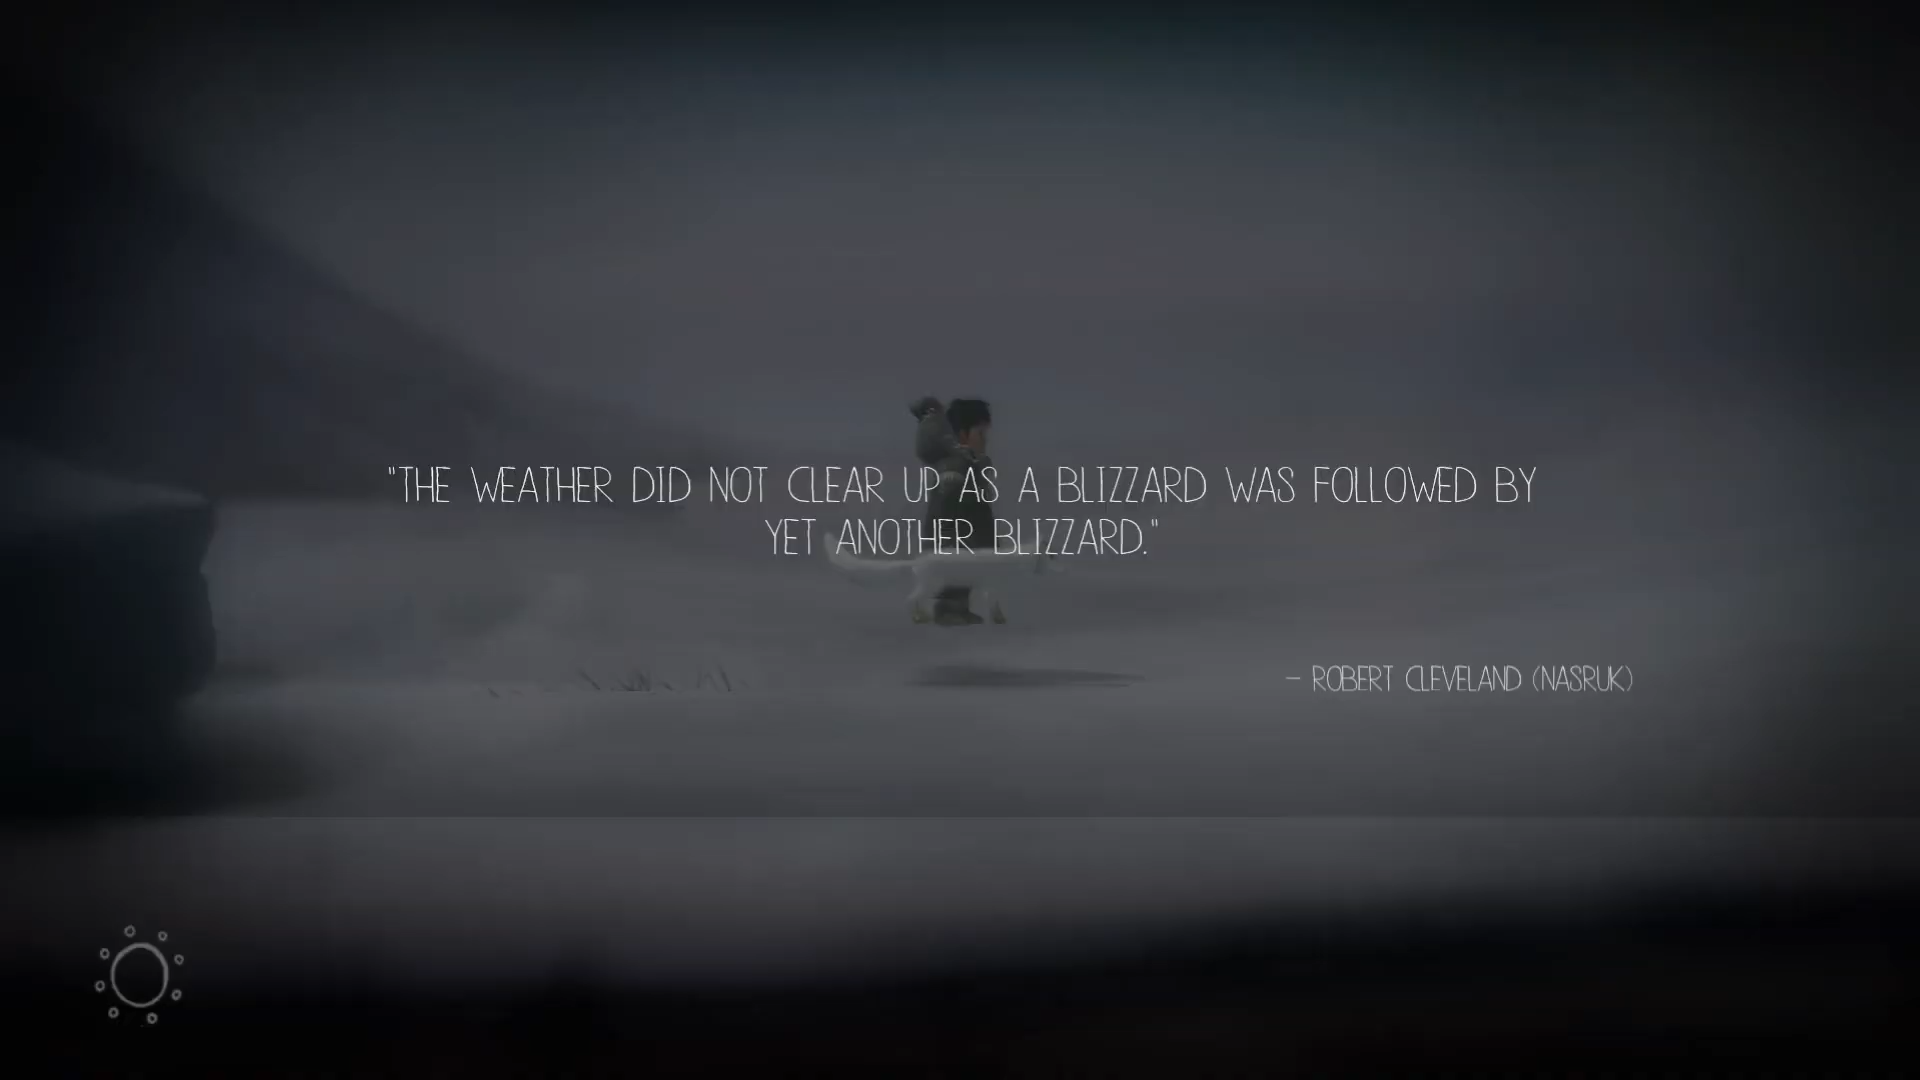 "THE WEATHER DID NOT CLEAR UP AS A BLIZZARD WAS FOLLOWED BY
YET ANOTHER BLIZZARD."
– ROBERT CLEVELAND (NASRUK)